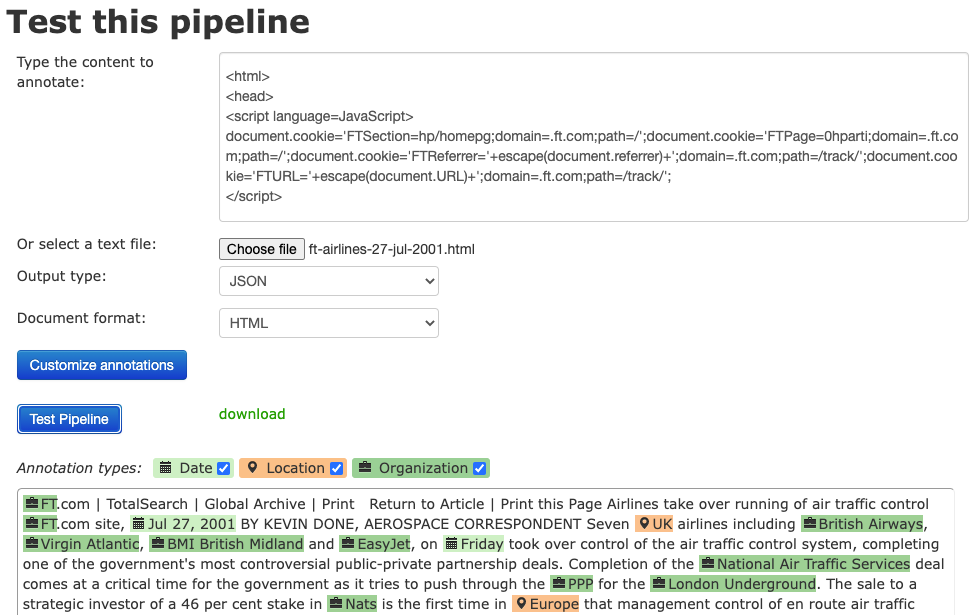 Test this pipeline
Type the content to
annotate:
<html>
<head>
<script language=JavaScript>
document.cookie='FTSection=hp/homepg;domain=.ft.com;path=/';document.cookie='FTPage=0hparti;domain=.ft.co
m;path=/';document.cookie='FTReferrer='+escape(document.referrer)+';domain=.ft.com;path=/track/';document.coo
kie='FTURL='+escape(document.URL)+';domain=.ft.com;path=/track/';
</script>
Or select a text file:
Choose file ft-airlines-27-jul-2001.html
Output type:
JSON
Document format:
HTML
Customize annotations
Test Pipeline
download
Annotation types: Date Location Organization
FT.com | TotalSearch | Global Archive | Print Return to Article | Print this Page Airlines take over running of air traffic control
FT.com site, Jul 27, 2001 BY KEVIN DONE, AEROSPACE CORRESPONDENT Seven UK airlines including British Airways,
Virgin Atlantic, BMI British Midland and EasyJet, on Friday took over control of the air traffic control system, completing
one of the government's most controversial public-private partnership deals. Completion of the National Air Traffic Services deal
comes at a critical time for the government as it tries to push through the PPP for the London Underground. The sale to a
strategic investor of a 46 per cent stake in Nats is the first time in Europe that management control of en route air traffic